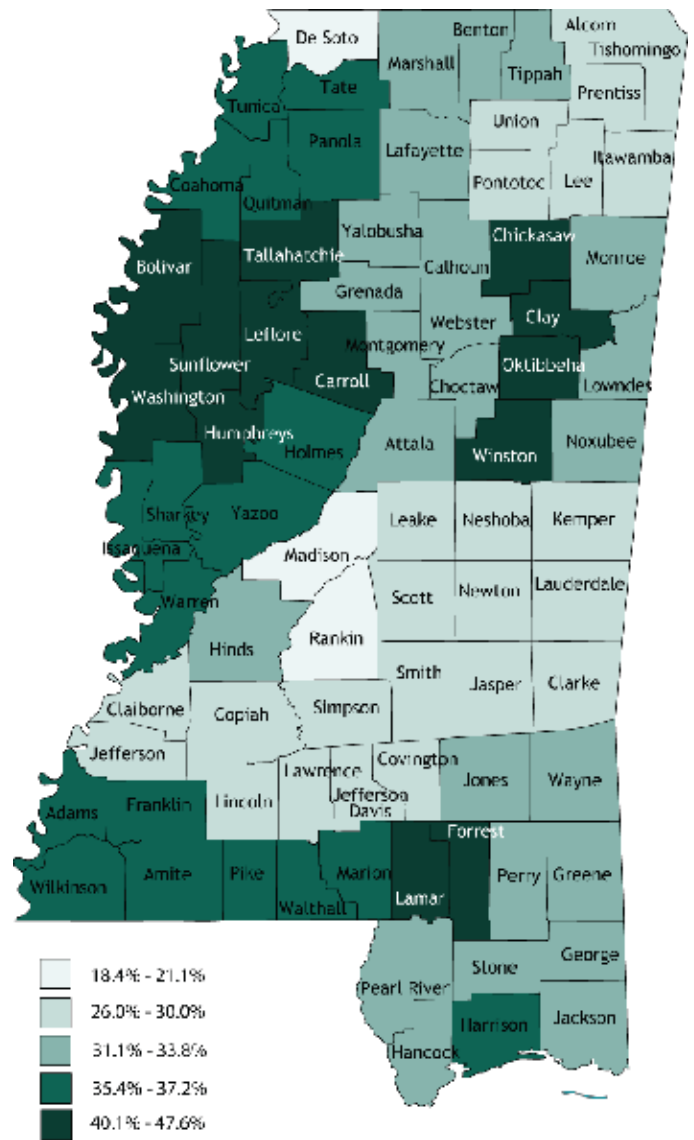 De Soto
Benton
Alcorn
Marshall
Tippah
Tishomingo
Tate
Prentiss
Tunica
Panola
Union
Lafayette
Itawamba
Coahoma
Quitman
Pontotoc
Lee
Yalobusha
Chickasaw
Tallahatchie
Calhoun
Monroe
Bolivar
Grenada
Leflore
Webster
Clay
Montgomery
Sunflower
Carroll
Choctaw
Oktibbeha
Lowndes
Washington
Humphreys
Holmes
Attala
Winston
Noxubee
Sharkey
Yazoo
Leake
Neshoba
Kemper
Issaquena
Madison
Warren
Scott
Newton
Lauderdale
Hinds
Rankin
Smith
Jasper
Clarke
Claiborne
Copiah
Simpson
Jefferson
Lawrence
Covington
Jones
Wayne
Lincoln
Jefferson
Davis
Adams
Franklin
Forrest
Wilkinson
Amite
Pike
Marion
Walthall
Lamar
Perry
Greene
Stone
George
Pearl River
Harrison
Jackson
Hancock
18.4% - 21.1%
26.0% - 30.0%
31.1% - 33.8%
35.4% - 37.2%
40.1% - 47.6%